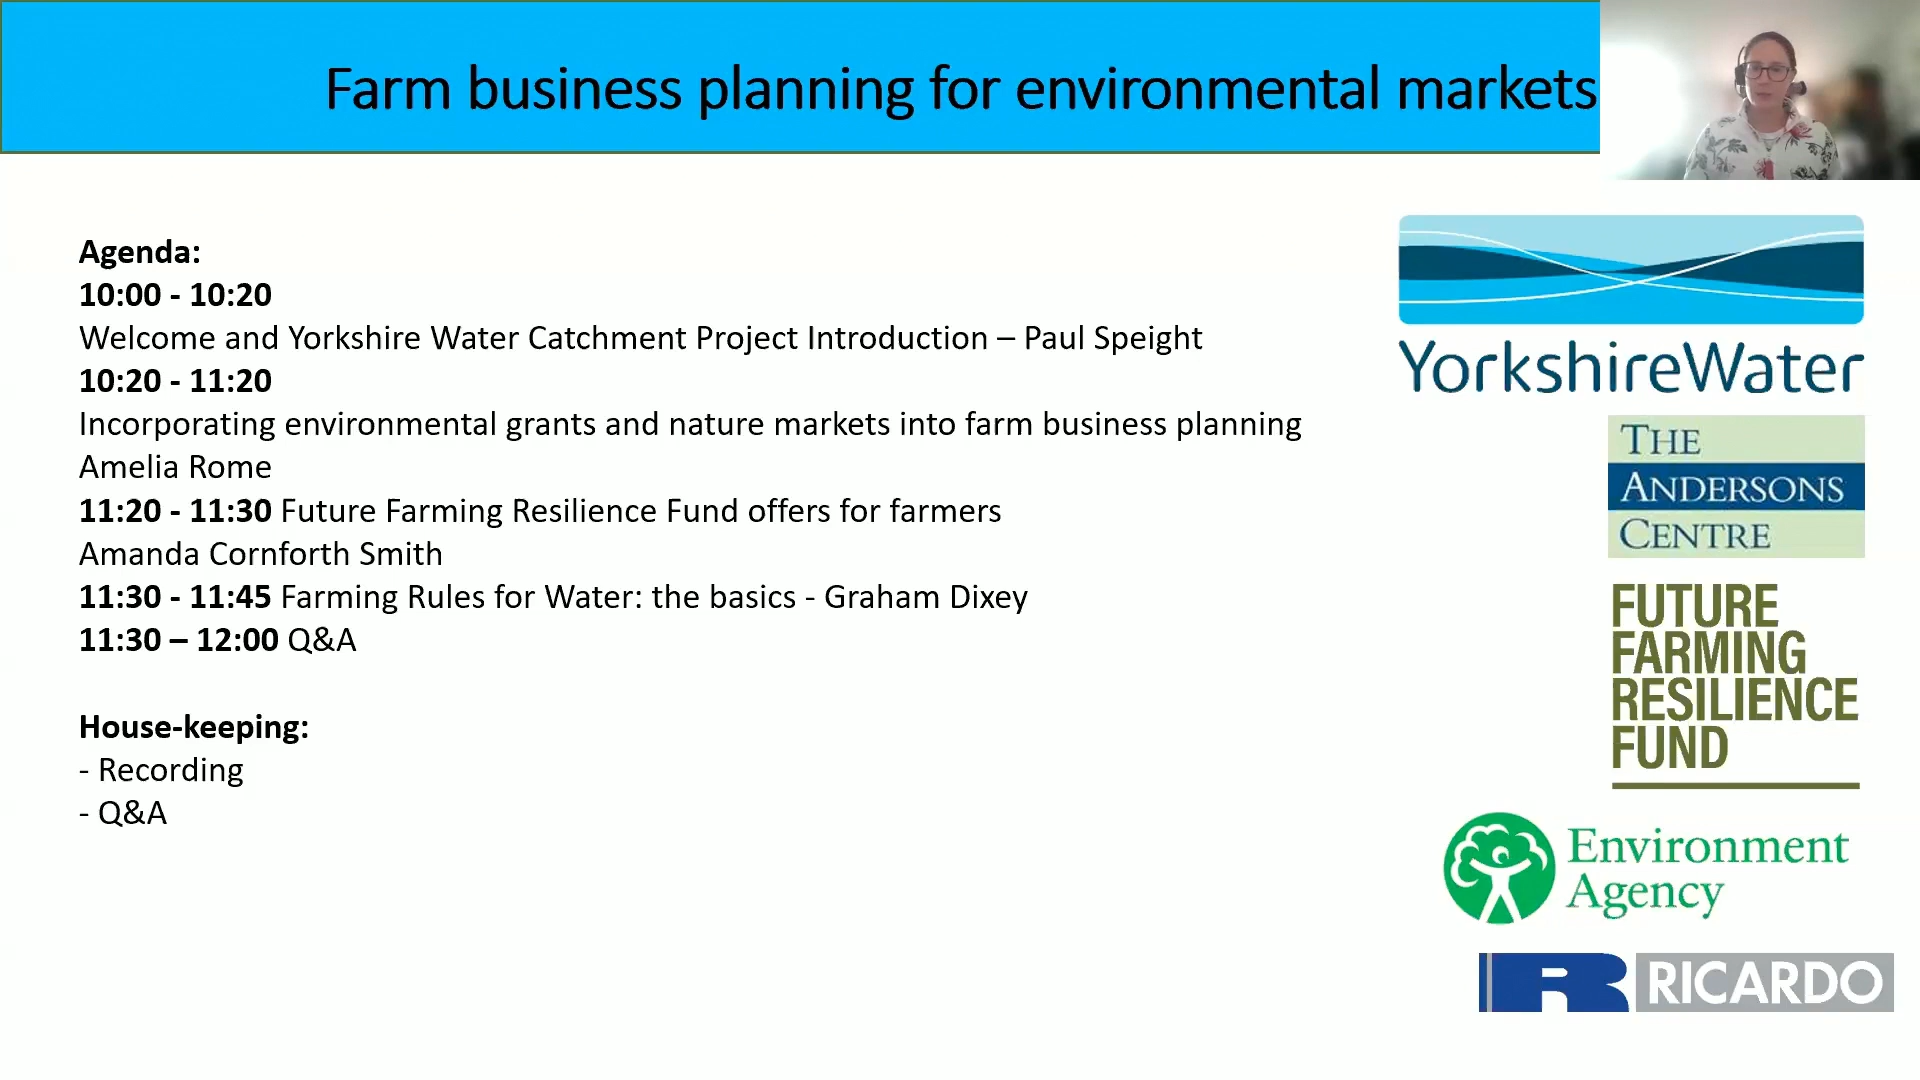 Farm business planning for environmental markets
Agenda:
10:00 - 10:20
Welcome and Yorkshire Water Catchment Project Introduction – Paul Speight
10:20 - 11:20
Incorporating environmental grants and nature markets into farm business planning
Amelia Rome
11:20 - 11:30 Future Farming Resilience Fund offers for farmers
Amanda Cornforth Smith
11:30 - 11:45 Farming Rules for Water: the basics - Graham Dixey
11:30 – 12:00 Q&A
House-keeping:
- Recording
- Q&A
YorkshireWater
THE
ANDERSONS
CENTRE
FUTURE
FARMING
RESILIENCE
FUND
Environment
Agency
R RICARDO